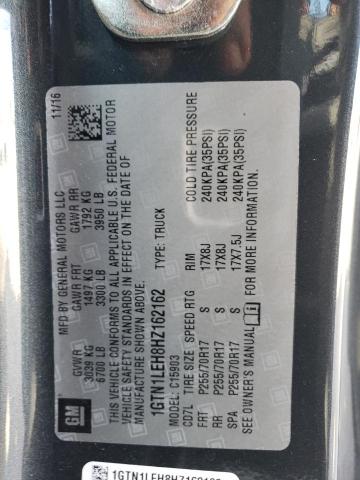 GM
MFD BY GENERAL MOTORS LLC 11/16
GVWR GAWR FRT GAWR RR
3039 KG 1497 KG 1792 KG
6700 LB 3300 LB 3950 LB
THIS VEHICLE CONFORMS TO ALL APPLICABLE U.S. FEDERAL MOTOR
VEHICLE SAFETY STANDARDS IN EFFECT ON THE DATE OF
MANUFACTURE SHOWN ABOVE.
1GTN1LEH8HZ162162 TYPE: TRUCK
MODEL: C15903
CD7L TIRE SIZE SPEED RTG RIM COLD TIRE PRESSURE
FRT P255/70R17 S 17X8J 240KPA(35PSI)
RR P255/70R17 S 17X8J 240KPA(35PSI)
SPA P255/70R17 S 17X7.5J 240KPA(35PSI)
SEE OWNER'S MANUAL